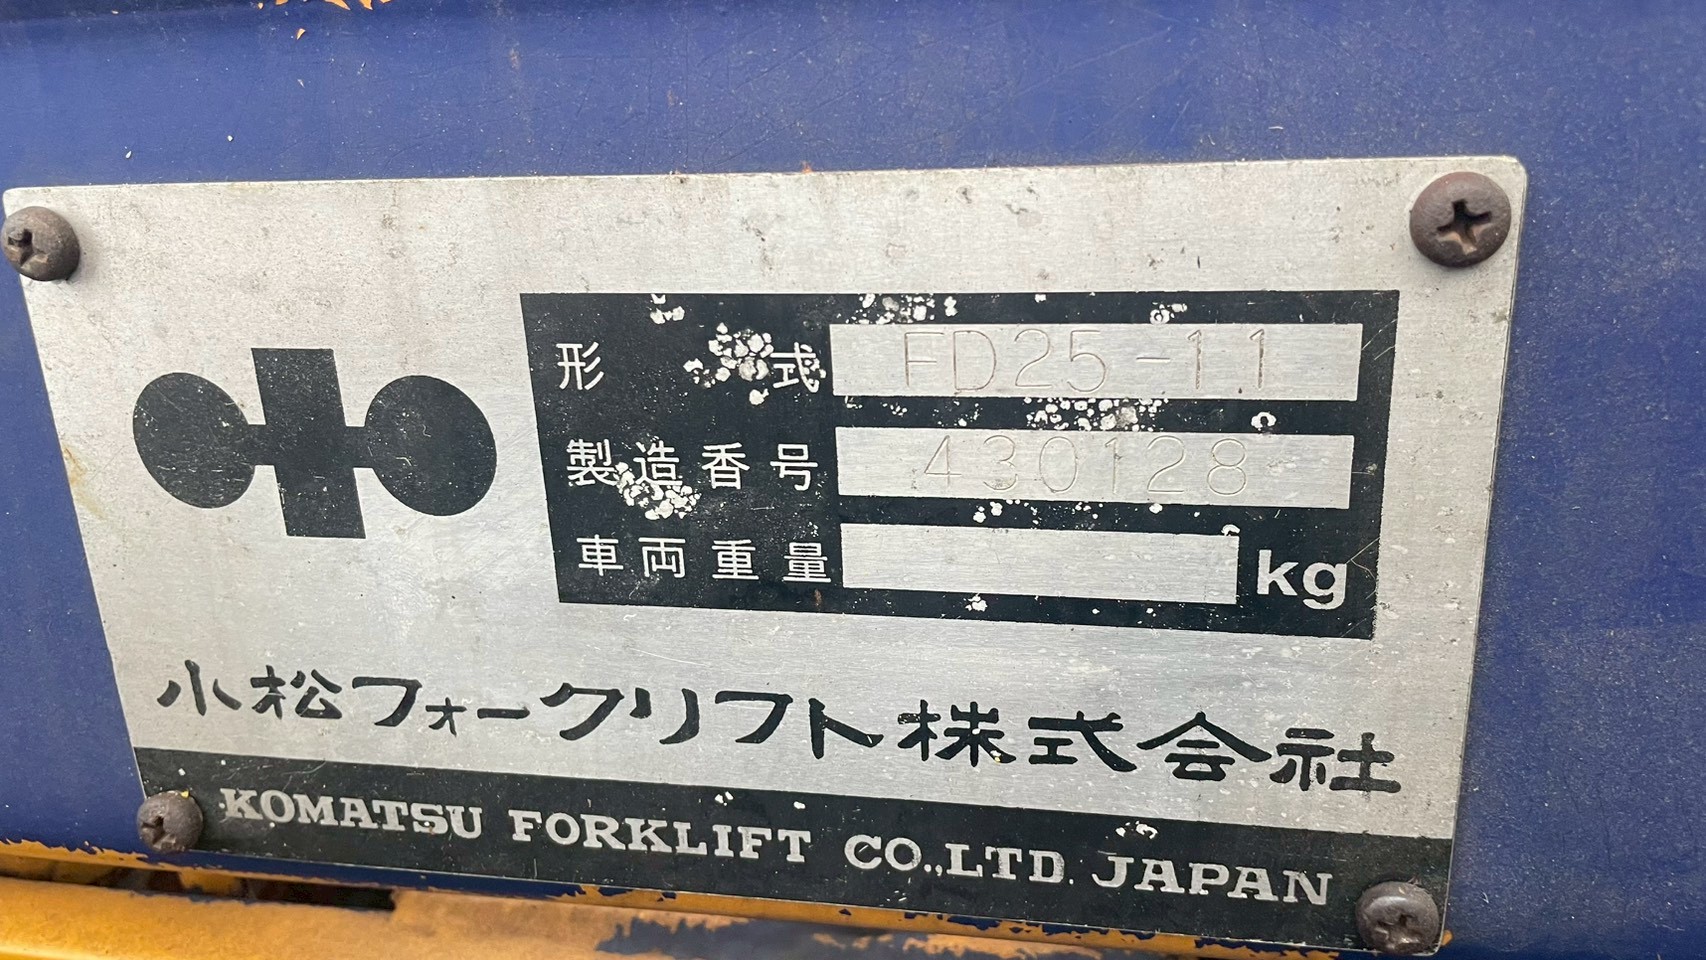 形式 FD25-11
製造番号 430128
車両重量 kg
小松フォークリフト株式会社
KOMATSU FORKLIFT CO.,LTD. JAPAN